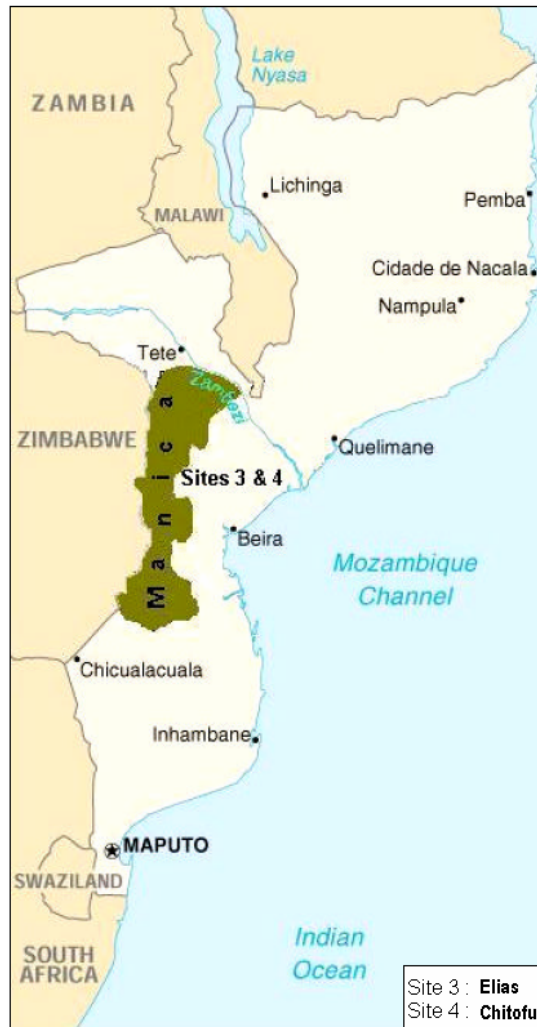 Lake
Nyasa
ZAMBIA
Lichinga
Pemba
MALAWI
Cidade de Nacala
Nampula
Tete
Zambezi
ZIMBABWE
Quelimane
Sites 3 & 4
Manica
Beira
Mozambique
Channel
Chicualacuala
Inhambane
MAPUTO
SWAZILAND
SOUTH
AFRICA
Indian
Ocean
Site 3 : Elias
Site 4 : Chitofu